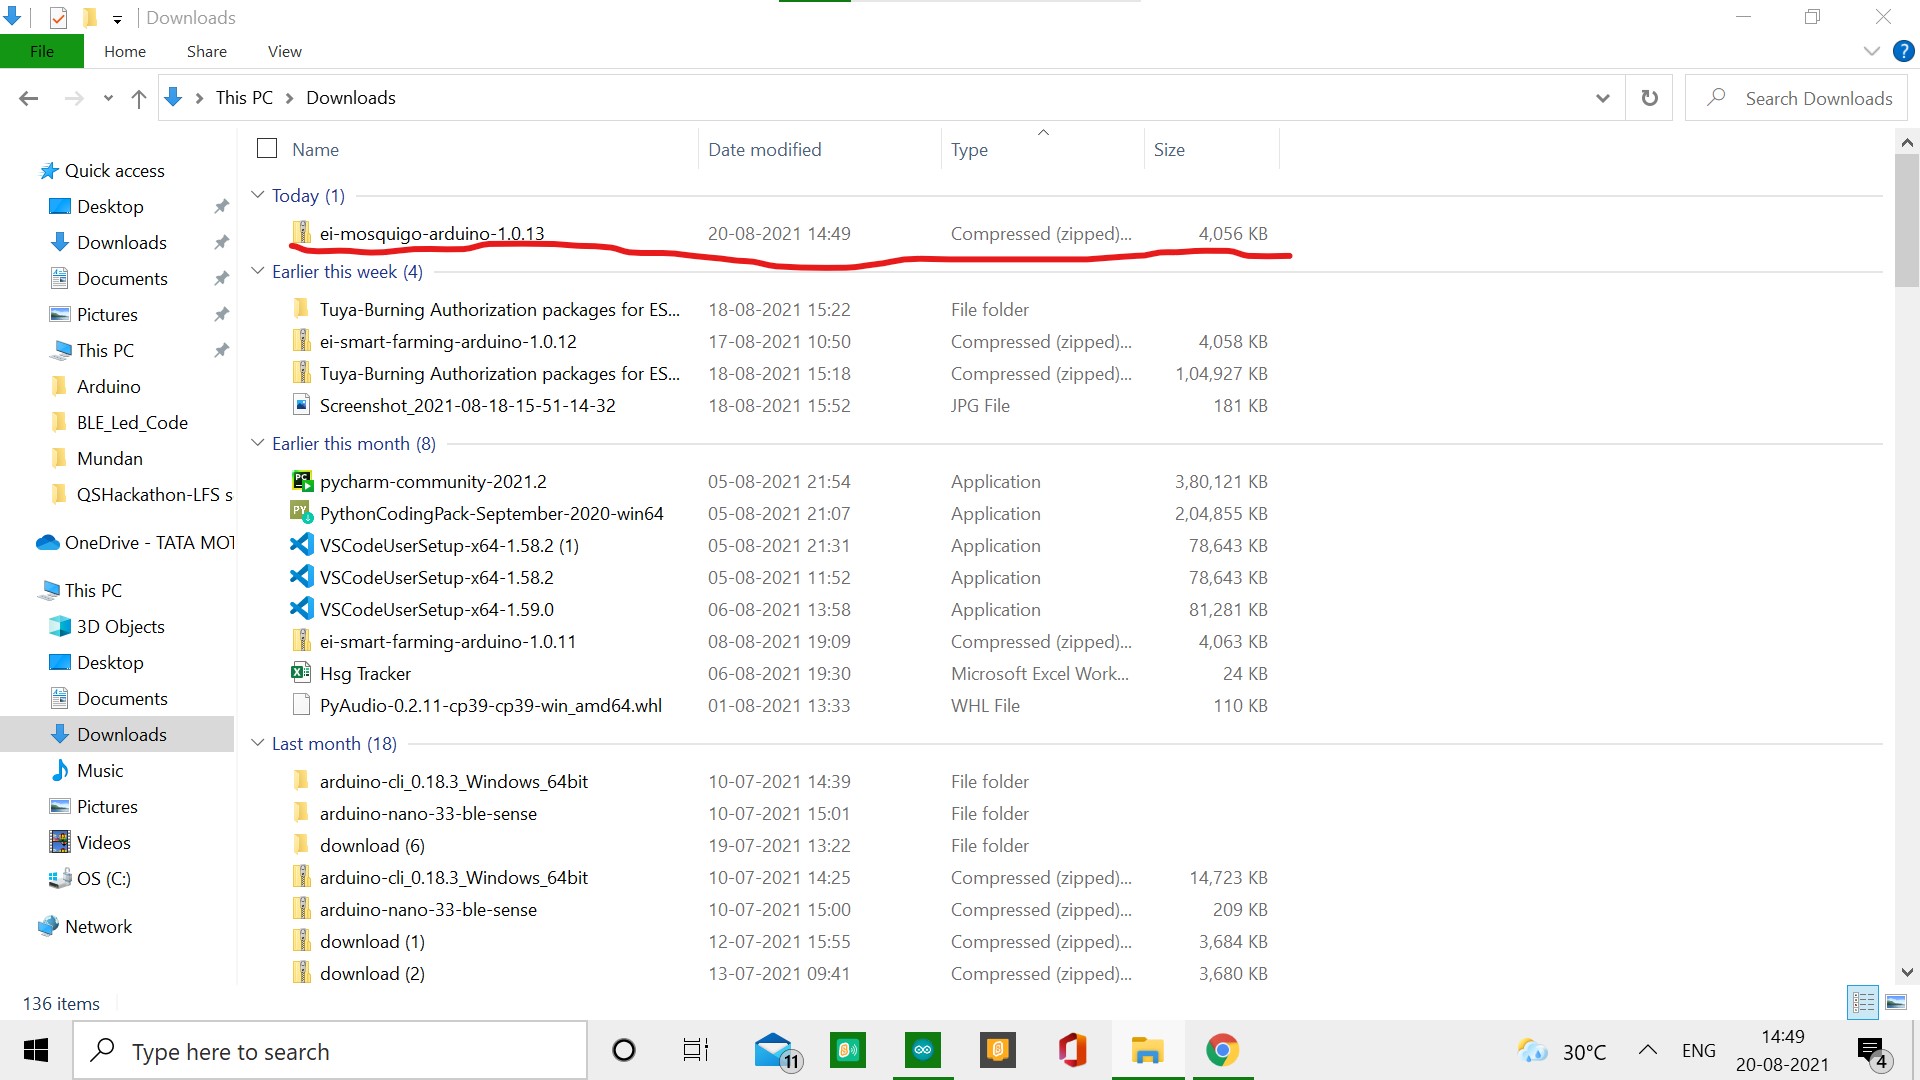 Downloads
File Home Share View
This PC Downloads Search Downloads
Name Date modified Type Size
Quick access
Desktop
Downloads
Documents
Pictures
This PC
Arduino
BLE_Led_Code
Mundan
QSHackathon-LFS s
OneDrive - TATA MOT
This PC
3D Objects
Desktop
Documents
Downloads
Music
Pictures
Videos
OS (C:)
Network
Today (1)
ei-mosquigo-arduino-1.0.13 20-08-2021 14:49 Compressed (zipped)... 4,056 KB
Earlier this week (4)
Tuya-Burning Authorization packages for ES... 18-08-2021 15:22 File folder
ei-smart-farming-arduino-1.0.12 17-08-2021 10:50 Compressed (zipped)... 4,058 KB
Tuya-Burning Authorization packages for ES... 18-08-2021 15:18 Compressed (zipped)... 1,04,927 KB
Screenshot_2021-08-18-15-51-14-32 18-08-2021 15:52 JPG File 181 KB
Earlier this month (8)
pycharm-community-2021.2 05-08-2021 21:54 Application 3,80,121 KB
PythonCodingPack-September-2020-win64 05-08-2021 21:07 Application 2,04,855 KB
VSCodeUserSetup-x64-1.58.2 (1) 05-08-2021 21:31 Application 78,643 KB
VSCodeUserSetup-x64-1.58.2 05-08-2021 11:52 Application 78,643 KB
VSCodeUserSetup-x64-1.59.0 06-08-2021 13:58 Application 81,281 KB
ei-smart-farming-arduino-1.0.11 08-08-2021 19:09 Compressed (zipped)... 4,063 KB
Hsg Tracker 06-08-2021 19:30 Microsoft Excel Work... 24 KB
PyAudio-0.2.11-cp39-cp39-win_amd64.whl 01-08-2021 13:33 WHL File 110 KB
Last month (18)
arduino-cli_0.18.3_Windows_64bit 10-07-2021 14:39 File folder
arduino-nano-33-ble-sense 10-07-2021 15:01 File folder
download (6) 19-07-2021 13:22 File folder
arduino-cli_0.18.3_Windows_64bit 10-07-2021 14:25 Compressed (zipped)... 14,723 KB
arduino-nano-33-ble-sense 10-07-2021 15:00 Compressed (zipped)... 209 KB
download (1) 12-07-2021 15:55 Compressed (zipped)... 3,684 KB
download (2) 13-07-2021 09:41 Compressed (zipped)... 3,680 KB
136 items
Type here to search 11 30°C ENG 14:49
20-08-2021 4